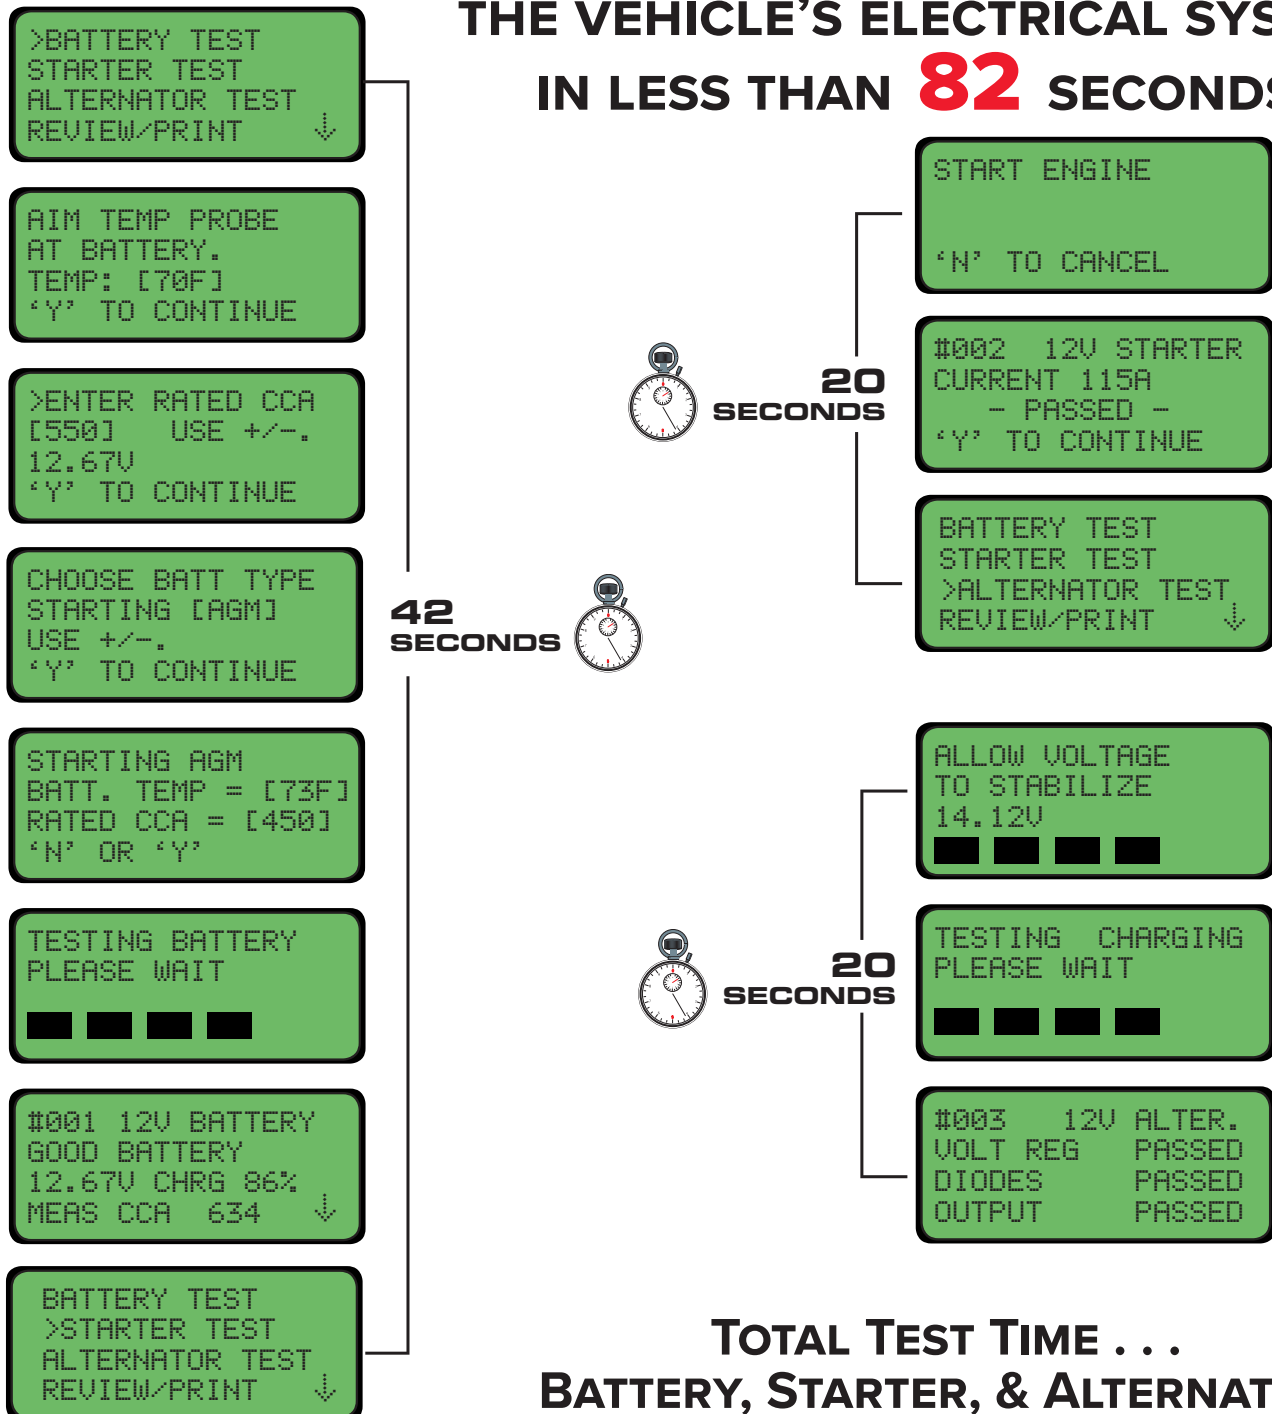 THE VEHICLE'S ELECTRICAL SYS
IN LESS THAN 82 SECONDS
>BATTERY TEST
STARTER TEST
ALTERNATOR TEST
REVIEW/PRINT ↓
AIM TEMP PROBE
AT BATTERY.
TEMP: [70F]
‘Y’ TO CONTINUE
>ENTER RATED CCA
[550] USE +/-.
12.67V
‘Y’ TO CONTINUE
CHOOSE BATT TYPE
STARTING [AGM]
USE +/-.
‘Y’ TO CONTINUE
STARTING AGM
BATT. TEMP = [73F]
RATED CCA = [450]
‘N’ OR ‘Y’
TESTING BATTERY
PLEASE WAIT
#001 12V BATTERY
GOOD BATTERY
12.67V CHRG 86%
MEAS CCA 634 ↓
BATTERY TEST
>STARTER TEST
ALTERNATOR TEST
REVIEW/PRINT ↓
42
SECONDS
START ENGINE
‘N’ TO CANCEL
#002 12V STARTER
CURRENT 115A
- PASSED -
‘Y’ TO CONTINUE
BATTERY TEST
STARTER TEST
>ALTERNATOR TEST
REVIEW/PRINT ↓
20
SECONDS
ALLOW VOLTAGE
TO STABILIZE
14.12V
TESTING CHARGING
PLEASE WAIT
#003 12V ALTER.
VOLT REG PASSED
DIODES PASSED
OUTPUT PASSED
20
SECONDS
TOTAL TEST TIME . . .
BATTERY, STARTER, & ALTERNAT